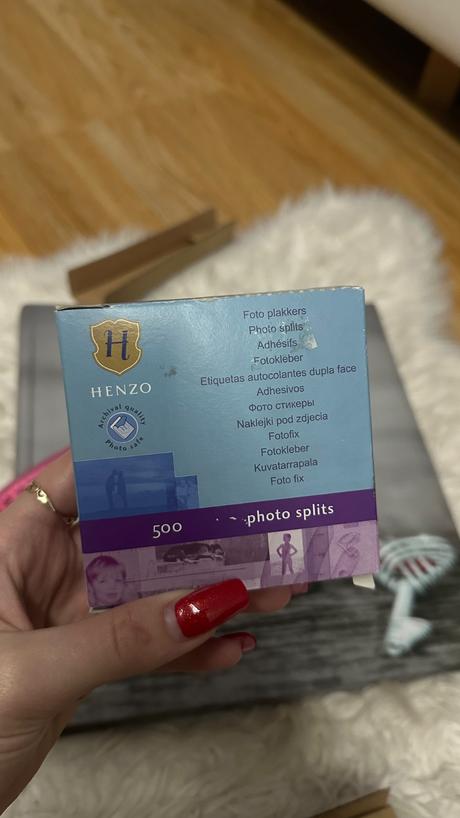 H
HENZO
Archival quality
Photo safe
Foto plakkers
Photo splits
Adhésifs
Fotokleber
Etiquetas autocolantes dupla face
Adhesivos
Фото стикеры
Naklejki pod zdjecia
Fotofix
Fotokleber
Kuvatarrapala
Foto fix
500 photo splits